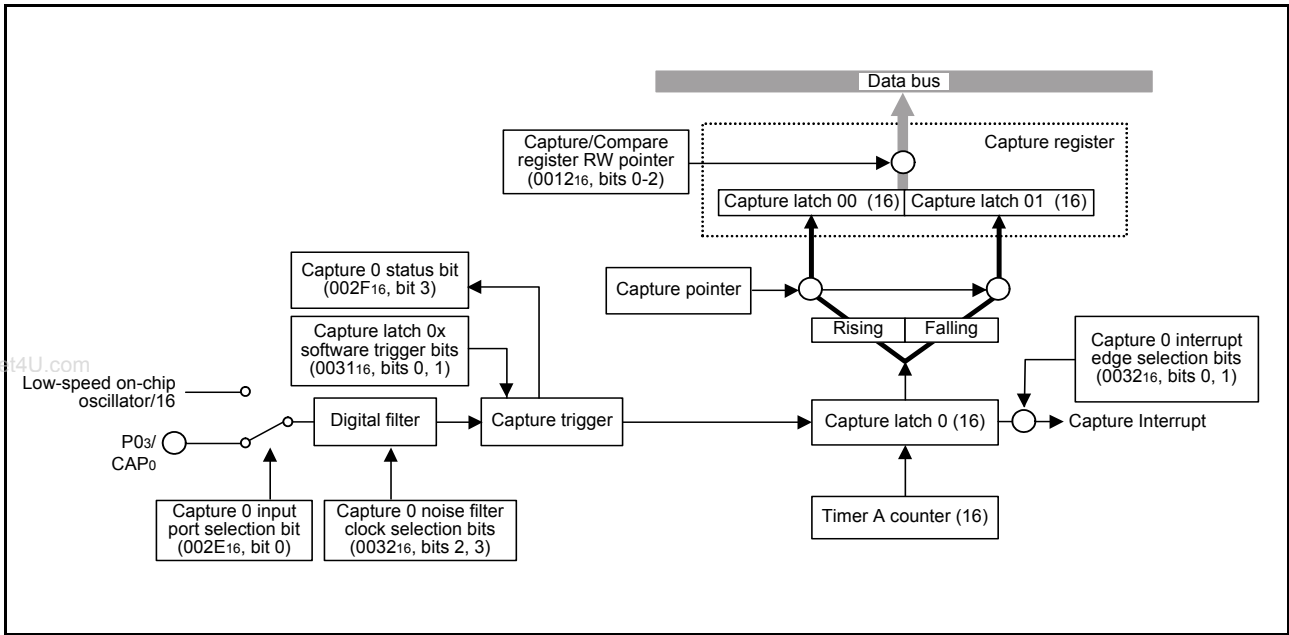 Data bus
Capture/Compare
register RW pointer
(0012₁₆, bits 0-2)
Capture register
Capture latch 00 (16)
Capture latch 01 (16)
Capture 0 status bit
(002F₁₆, bit 3)
Capture pointer
Capture latch 0x
software trigger bits
(0031₁₆, bits 0, 1)
Rising
Falling
Capture 0 interrupt
edge selection bits
(0032₁₆, bits 0, 1)
et4U.com
Low-speed on-chip
oscillator/16
P0₃/
CAP₀
Digital filter
Capture trigger
Capture latch 0 (16)
Capture Interrupt
Capture 0 input
port selection bit
(002E₁₆, bit 0)
Capture 0 noise filter
clock selection bits
(0032₁₆, bits 2, 3)
Timer A counter (16)